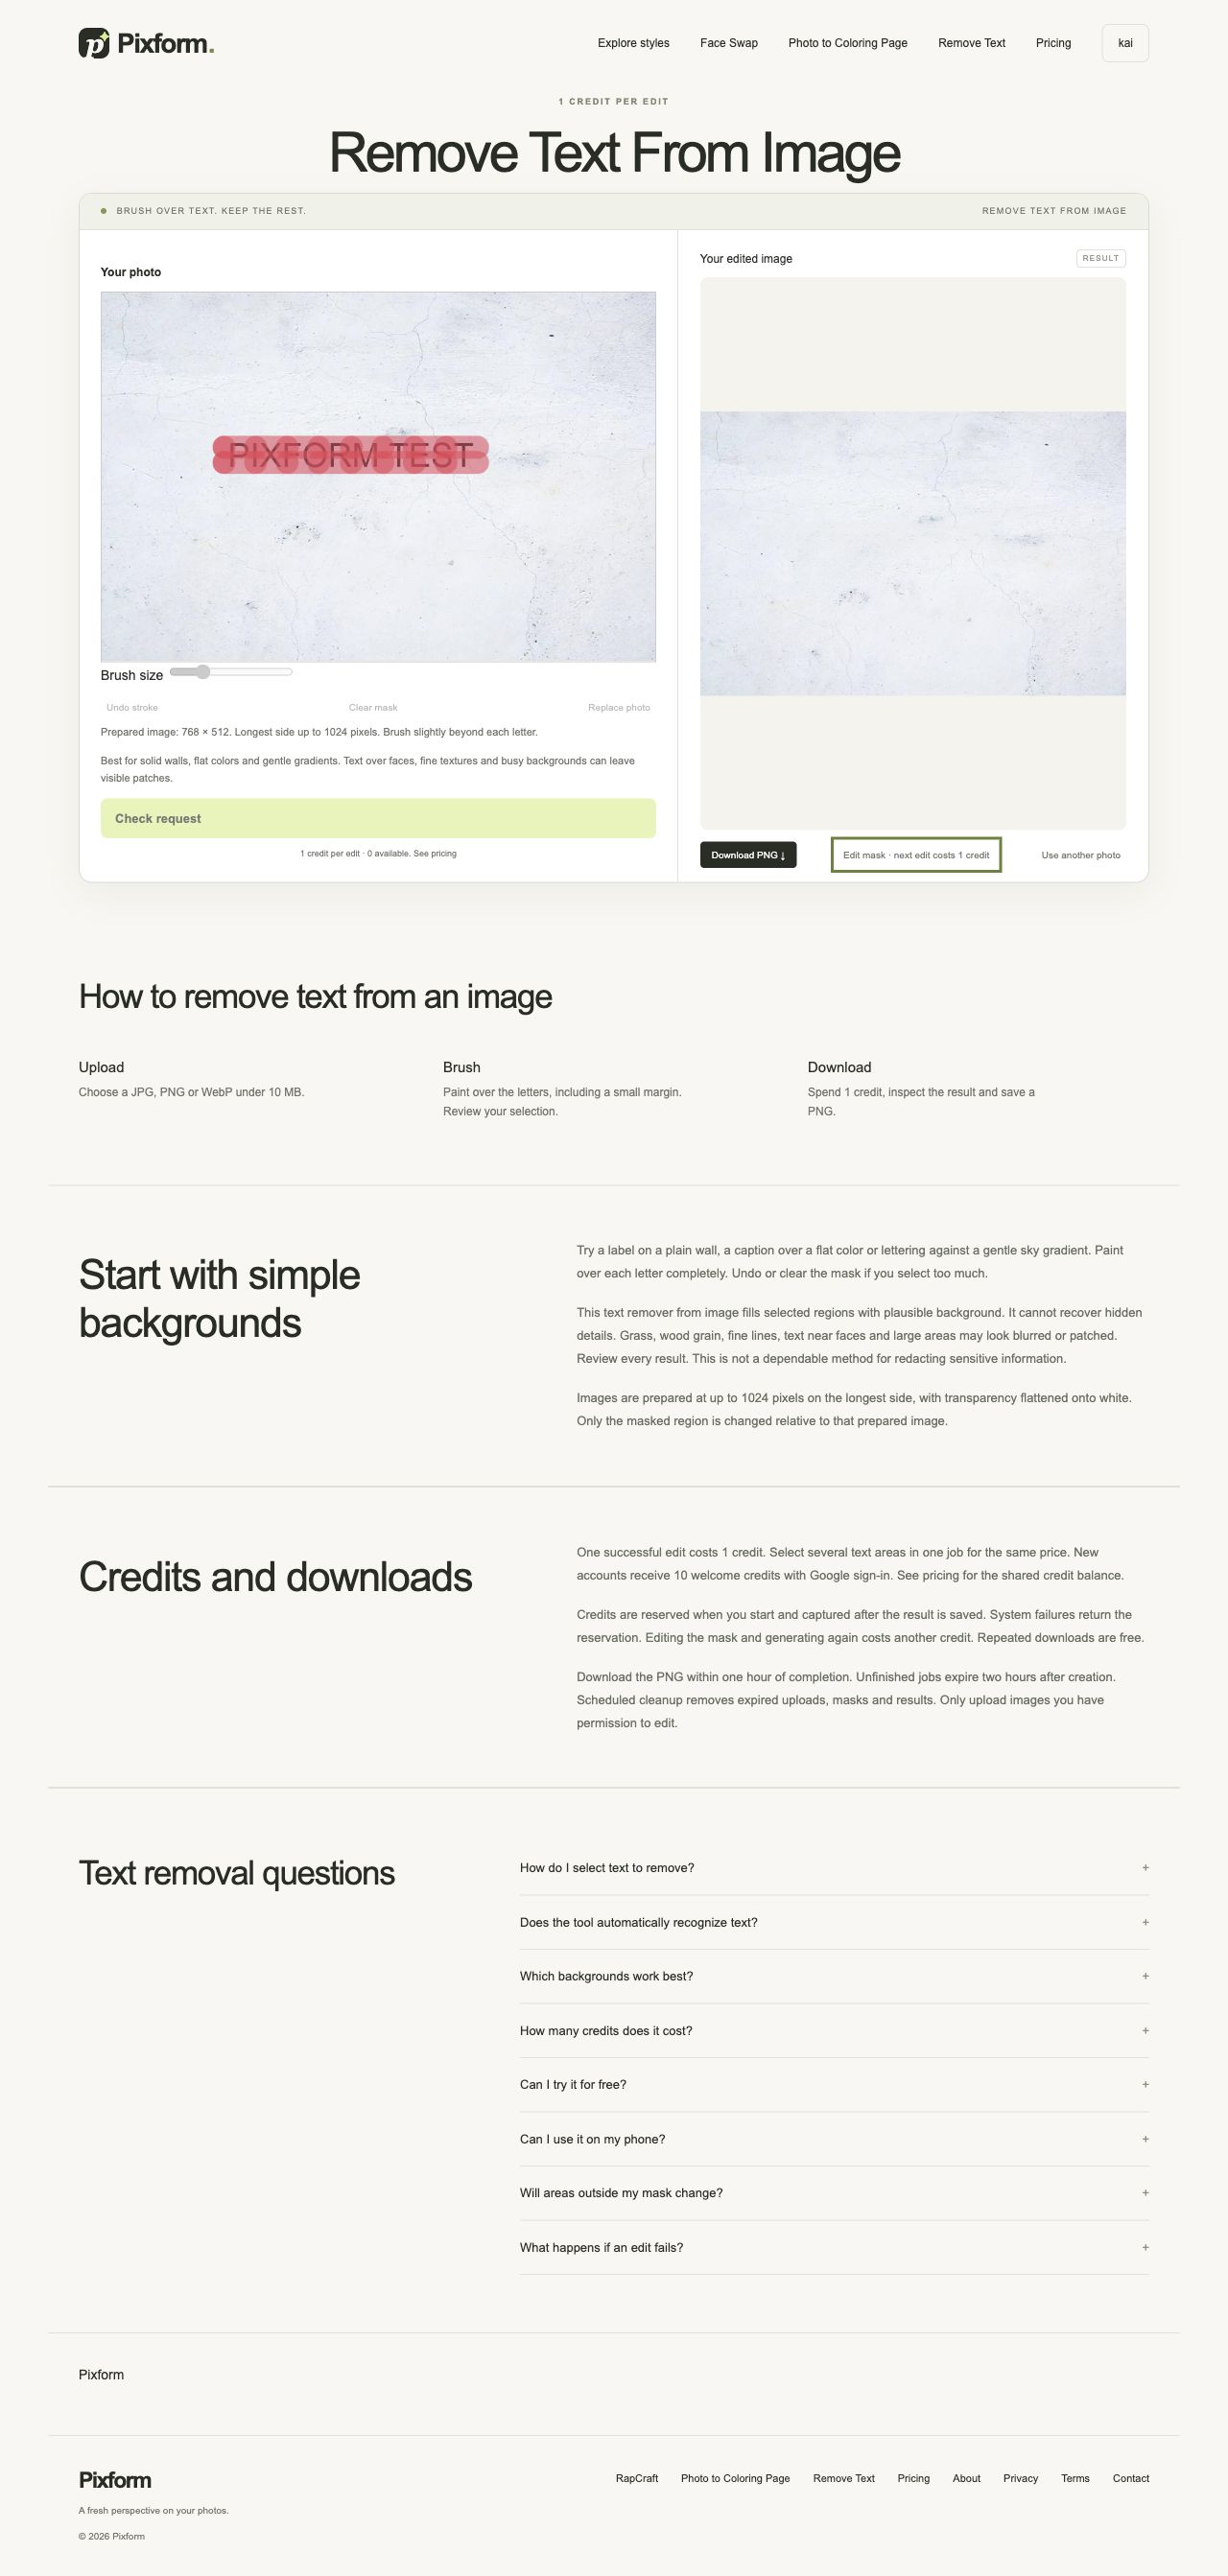 Pixform.
Explore styles
Face Swap
Photo to Coloring Page
Remove Text
Pricing
kai
1 CREDIT PER EDIT
Remove Text From Image
BRUSH OVER TEXT. KEEP THE REST.
REMOVE TEXT FROM IMAGE
Your photo
PIXFORM TEST
Brush size
Undo stroke
Clear mask
Replace photo
Prepared image: 768 × 512. Longest side up to 1024 pixels. Brush slightly beyond each letter.
Best for solid walls, flat colors and gentle gradients. Text over faces, fine textures and busy backgrounds can leave
visible patches.
Check request
1 credit per edit · 0 available. See pricing
Your edited image
RESULT
Download PNG ↓
Edit mask · next edit costs 1 credit
Use another photo
How to remove text from an image
Upload
Choose a JPG, PNG or WebP under 10 MB.
Brush
Paint over the letters, including a small margin.
Review your selection.
Download
Spend 1 credit, inspect the result and save a
PNG.
Start with simple
backgrounds
Try a label on a plain wall, a caption over a flat color or lettering against a gentle sky gradient. Paint
over each letter completely. Undo or clear the mask if you select too much.
This text remover from image fills selected regions with plausible background. It cannot recover hidden
details. Grass, wood grain, fine lines, text near faces and large areas may look blurred or patched.
Review every result. This is not a dependable method for redacting sensitive information.
Images are prepared at up to 1024 pixels on the longest side, with transparency flattened onto white.
Only the masked region is changed relative to that prepared image.
Credits and downloads
One successful edit costs 1 credit. Select several text areas in one job for the same price. New
accounts receive 10 welcome credits with Google sign-in. See pricing for the shared credit balance.
Credits are reserved when you start and captured after the result is saved. System failures return the
reservation. Editing the mask and generating again costs another credit. Repeated downloads are free.
Download the PNG within one hour of completion. Unfinished jobs expire two hours after creation.
Scheduled cleanup removes expired uploads, masks and results. Only upload images you have
permission to edit.
Text removal questions
How do I select text to remove?
+
Does the tool automatically recognize text?
+
Which backgrounds work best?
+
How many credits does it cost?
+
Can I try it for free?
+
Can I use it on my phone?
+
Will areas outside my mask change?
+
What happens if an edit fails?
+
Pixform
Pixform
A fresh perspective on your photos.
© 2026 Pixform
RapCraft
Photo to Coloring Page
Remove Text
Pricing
About
Privacy
Terms
Contact